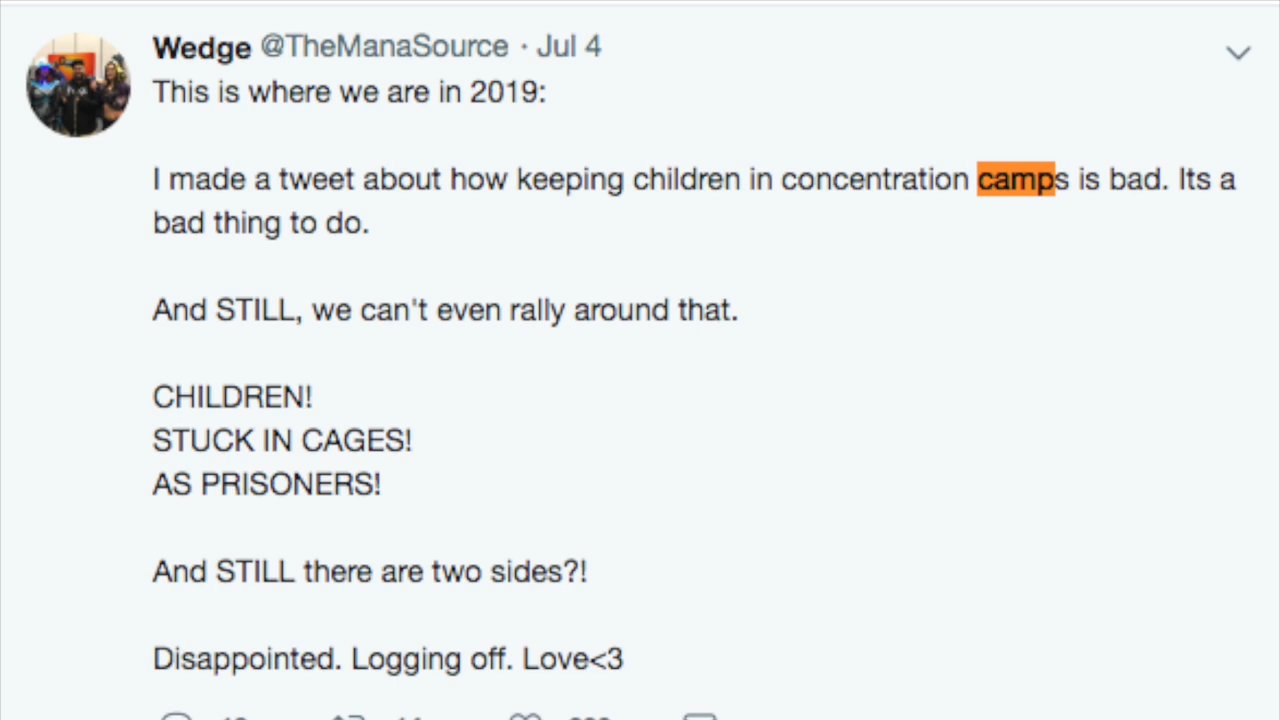 Wedge @TheManaSource · Jul 4
This is where we are in 2019:
I made a tweet about how keeping children in concentration camps is bad. Its a
bad thing to do.
And STILL, we can't even rally around that.
CHILDREN!
STUCK IN CAGES!
AS PRISONERS!
And STILL there are two sides?!
Disappointed. Logging off. Love<3